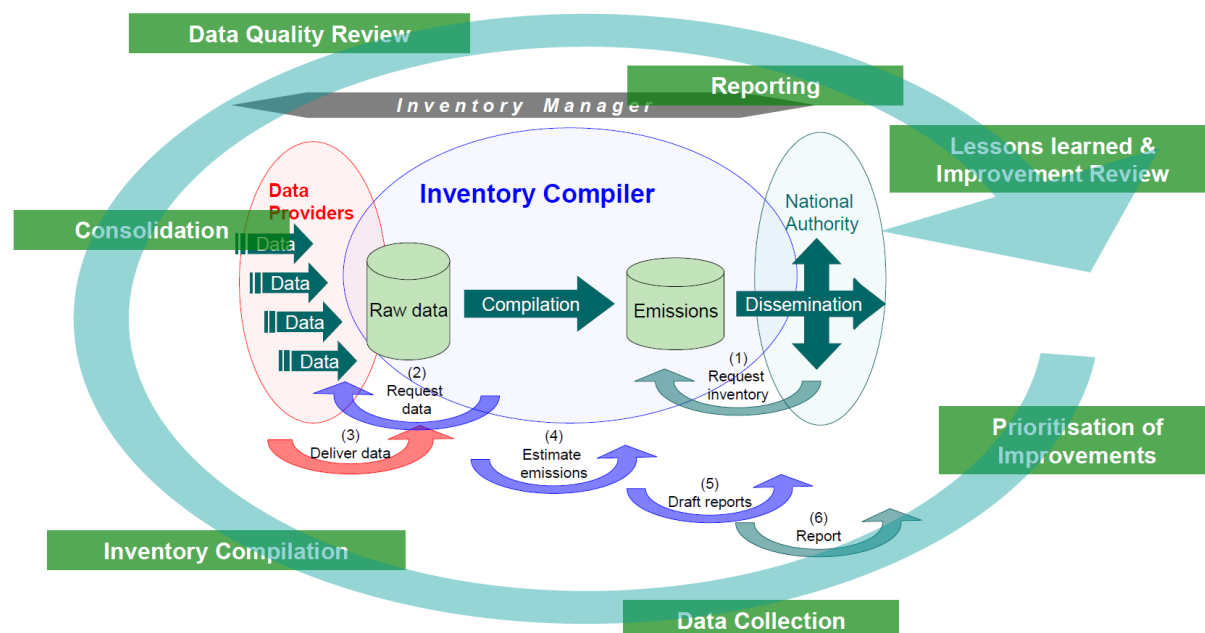 Data Quality Review
Reporting
Inventory Manager
Lessons learned &
Improvement Review
Data
Providers
Inventory Compiler
National
Authority
Consolidation
Data
Data
Data
Data
Raw data
Compilation
Emissions
Dissemination
(1)
Request
inventory
(2)
Request
data
(3)
Deliver data
(4)
Estimate
emissions
(5)
Draft reports
(6)
Report
Prioritisation of
Improvements
Inventory Compilation
Data Collection